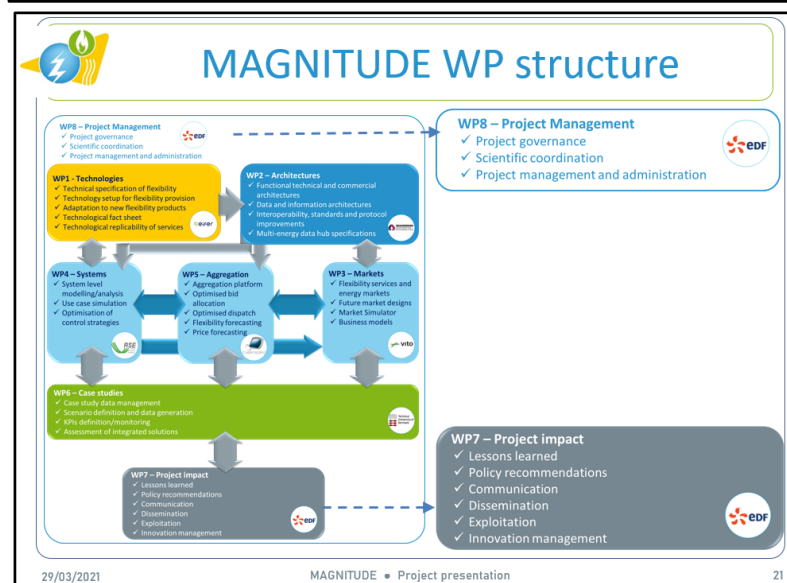 MAGNITUDE WP structure
WP8 – Project Management
✓ Project governance
✓ Scientific coordination
✓ Project management and administration
eDF
WP1 - Technologies
✓ Technical specification of flexibility
✓ Technology setup for flexibility provision
✓ Adaptation to new flexibility products
✓ Technological fact sheet
✓ Technological replicability of services
eifer
WP2 – Architectures
✓ Functional technical and commercial
architectures
✓ Data and information architectures
✓ Interoperability, standards and protocol
improvements
✓ Multi-energy data hub specifications
WP4 – Systems
✓ System level
modelling/analysis
✓ Use case simulation
✓ Optimisation of
control strategies
RSE
WP5 – Aggregation
✓ Aggregation platform
✓ Optimised bid
allocation
✓ Optimised dispatch
✓ Flexibility forecasting
✓ Price forecasting
WP3 – Markets
✓ Flexibility services and
energy markets
✓ Future market designs
✓ Market Simulator
✓ Business models
vito
WP6 – Case studies
✓ Case study data management
✓ Scenario definition and data generation
✓ KPIs definition/monitoring
✓ Assessment of integrated solutions
WP7 – Project impact
✓ Lessons learned
✓ Policy recommendations
✓ Communication
✓ Dissemination
✓ Exploitation
✓ Innovation management
eDF
WP8 – Project Management
✓ Project governance
✓ Scientific coordination
✓ Project management and administration
eDF
WP7 – Project impact
✓ Lessons learned
✓ Policy recommendations
✓ Communication
✓ Dissemination
✓ Exploitation
✓ Innovation management
eDF
29/03/2021
MAGNITUDE • Project presentation
21